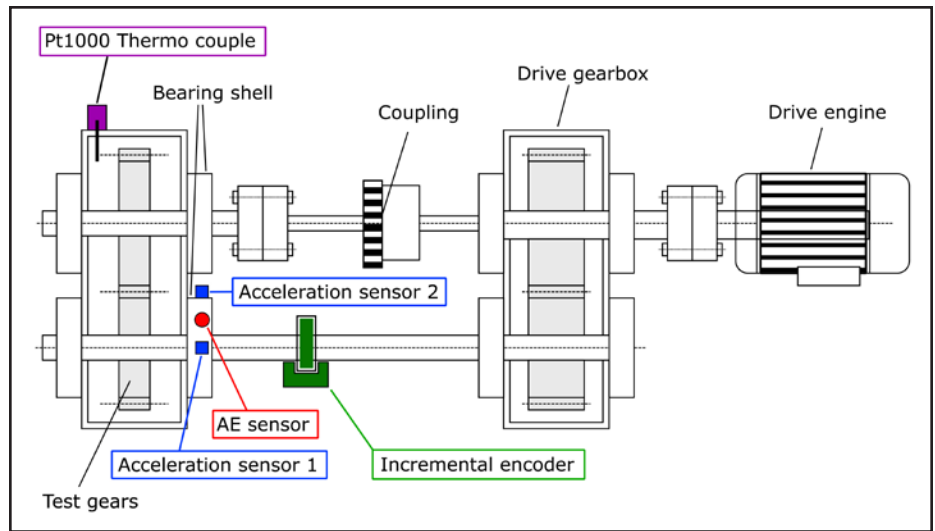 Pt1000 Thermo couple
Bearing shell
Coupling
Drive gearbox
Drive engine
Acceleration sensor 2
AE sensor
Acceleration sensor 1
Incremental encoder
Test gears